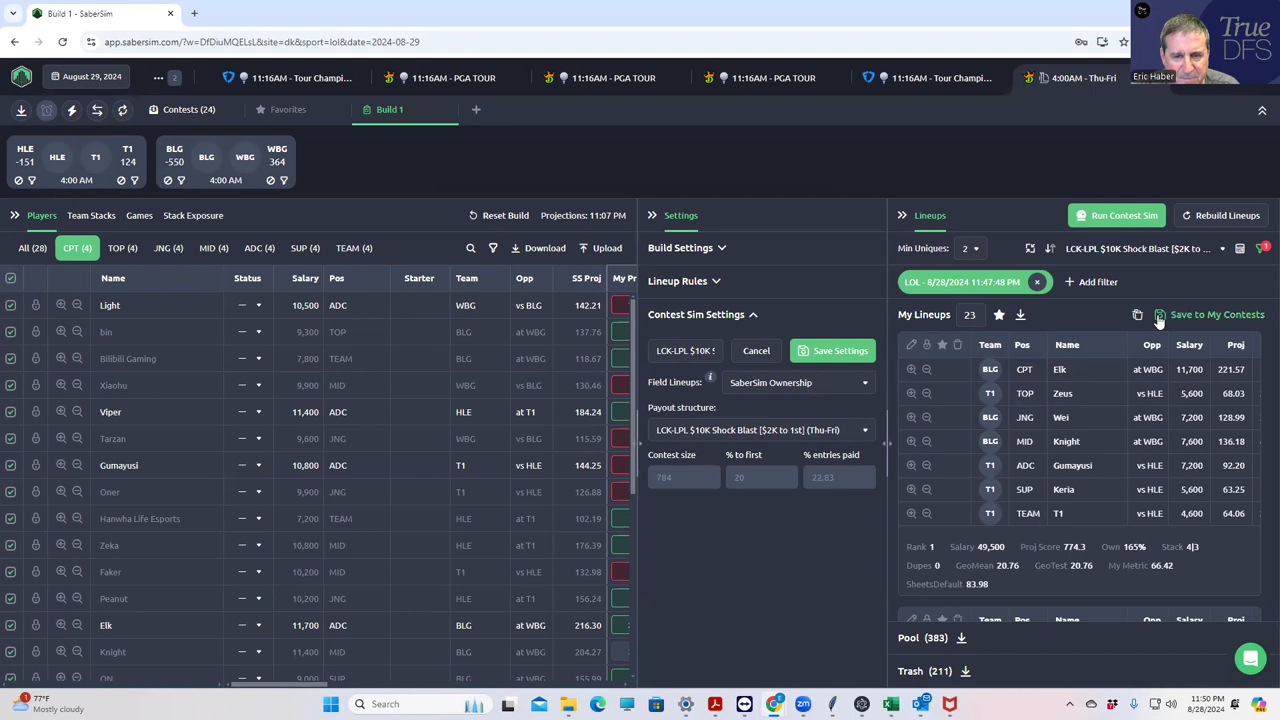 Build 1 - SaberSim
app.sabersim.com/?w=DfDiuMQELsL&site=dk&sport=lol&date=2024-08-29
True
DFS
Eric Haber
August 29, 2024
2
11:16AM - Tour Champi...
11:16AM - PGA TOUR
11:16AM - PGA TOUR
11:16AM - PGA TOUR
11:16AM - Tour Champi...
4:00AM - Thu-Fri
Contests (24)
Favorites
Build 1
HLE -151 HLE T1 T1 124
4:00 AM
BLG -550 BLG WBG WBG 364
4:00 AM
Players Team Stacks Games Stack Exposure
Reset Build
Projections: 11:07 PM
All (28) CPT (4) TOP (4) JNG (4) MID (4) ADC (4) SUP (4) TEAM (4)
Download
Upload
Name Status Salary Pos Starter Team Opp SS Proj My Pr
Light — 10,500 ADC WBG vs BLG 142.21
bin — 9,300 TOP BLG at WBG 137.76
Bilibili Gaming — 7,800 TEAM BLG at WBG 118.67
Xiaohu — 9,900 MID WBG vs BLG 130.46
Viper — 11,400 ADC HLE at T1 184.24
Tarzan — 9,600 JNG WBG vs BLG 115.59
Gumayusi — 10,800 ADC T1 vs HLE 144.25
Oner — 9,900 JNG T1 vs HLE 126.88
Hanwha Life Esports — 7,200 TEAM HLE at T1 102.19
Zeka — 10,800 MID HLE at T1 176.39
Faker — 10,200 MID T1 vs HLE 132.98
Peanut — 10,200 JNG HLE at T1 156.24
Elk — 11,700 ADC BLG at WBG 216.30
Knight — 11,400 MID BLG at WBG 204.27
ON — 9,000 SUP BLG at WBG 155.99
Settings
Build Settings
Lineup Rules
Contest Sim Settings
LCK-LPL $10K S
Cancel
Save Settings
Field Lineups:
SaberSim Ownership
Payout structure:
LCK-LPL $10K Shock Blast [$2K to 1st] (Thu-Fri)
Contest size % to first % entries paid
784 20 22.83
Lineups
Run Contest Sim
Rebuild Lineups
Min Uniques: 2
LCK-LPL $10K Shock Blast [$2K to ...
1
LOL - 8/28/2024 11:47:48 PM
Add filter
My Lineups 23
Save to My Contests
Team Pos Name Opp Salary Proj
BLG CPT Elk at WBG 11,700 221.57
T1 TOP Zeus vs HLE 5,600 68.03
BLG JNG Wei at WBG 7,200 128.99
BLG MID Knight at WBG 7,600 136.18
T1 ADC Gumayusi vs HLE 7,200 92.20
T1 SUP Keria vs HLE 5,600 63.25
T1 TEAM T1 vs HLE 4,600 64.06
Rank 1 Salary 49,500 Proj Score 774.3 Own 165% Stack 4|3
Dupes 0 GeoMean 20.76 GeoTest 20.76 My Metric 66.42
SheetsDefault 83.98
Team Pos Name Opp Salary Proj
Pool (383)
Trash (211)
77°F
Mostly cloudy
Search
11:50 PM
8/28/2024